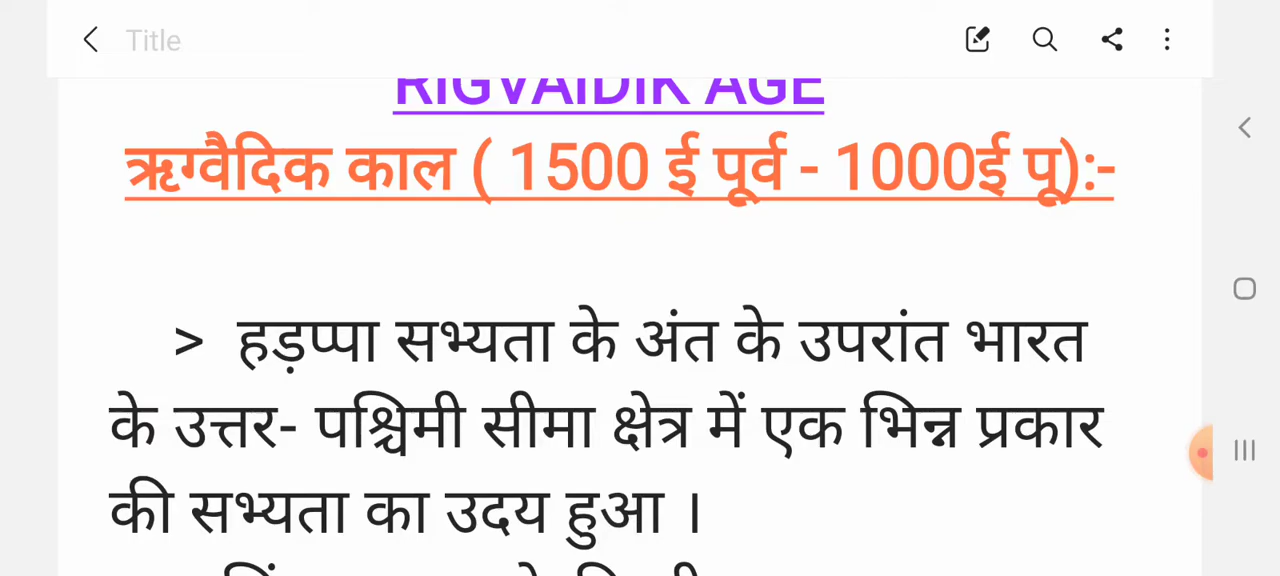 Title
RIGVAIDIK AGE
ऋग्वैदिक काल ( 1500 ई पूर्व - 1000ई पू):-
> हड़प्पा सभ्यता के अंत के उपरांत भारत
के उत्तर- पश्चिमी सीमा क्षेत्र में एक भिन्न प्रकार
की सभ्यता का उदय हुआ ।